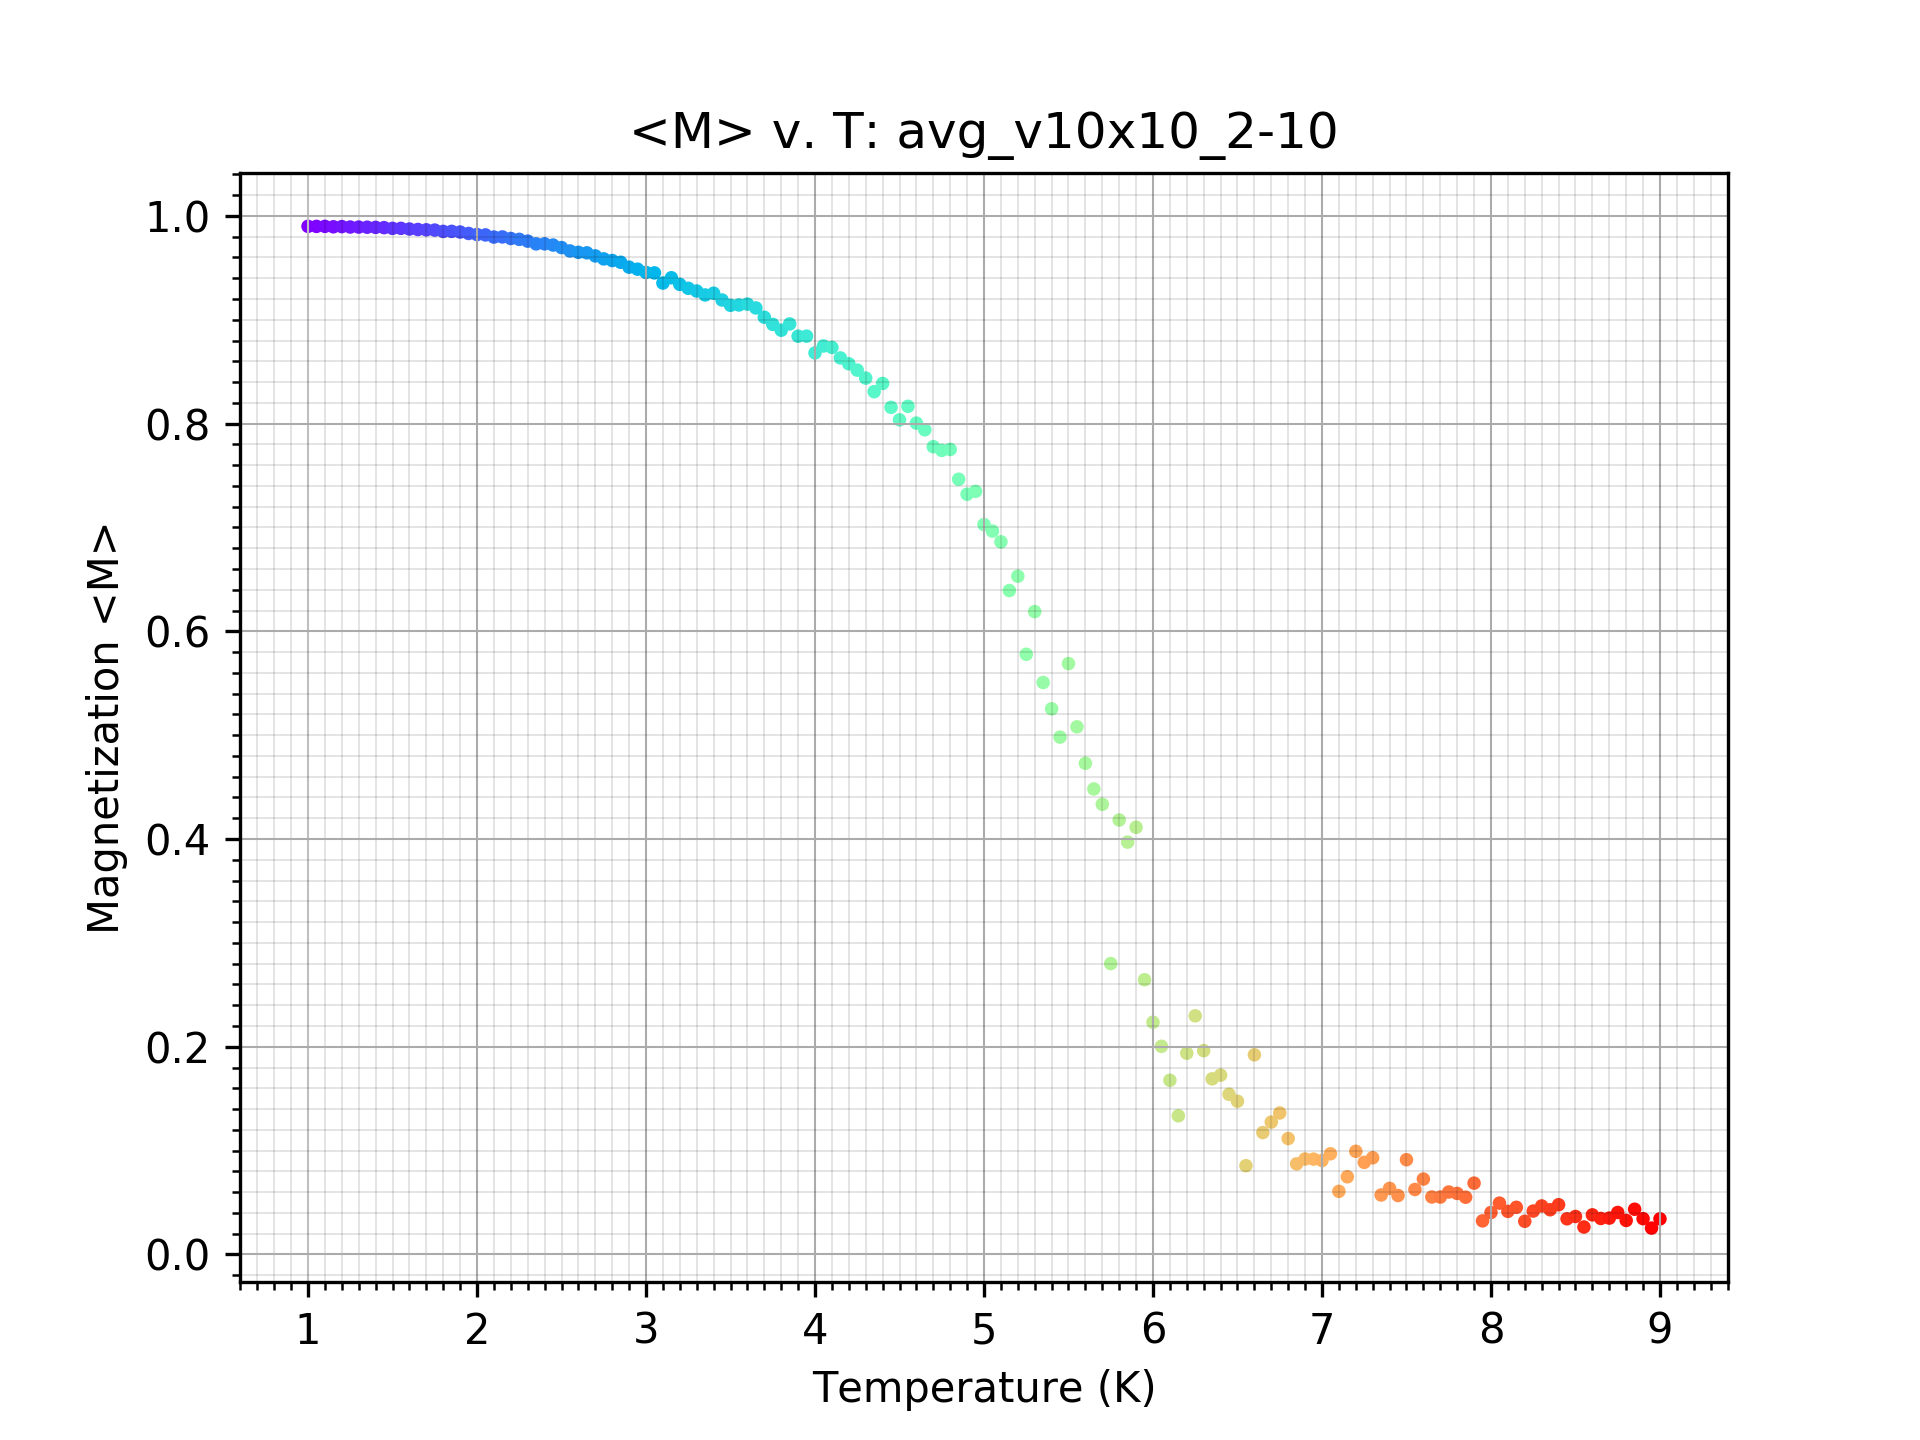 <M> v. T: avg_v10x10_2-10
1.0
0.8
0.6
0.4
0.2
0.0
Magnetization <M>
1 2 3 4 5 6 7 8 9
Temperature (K)